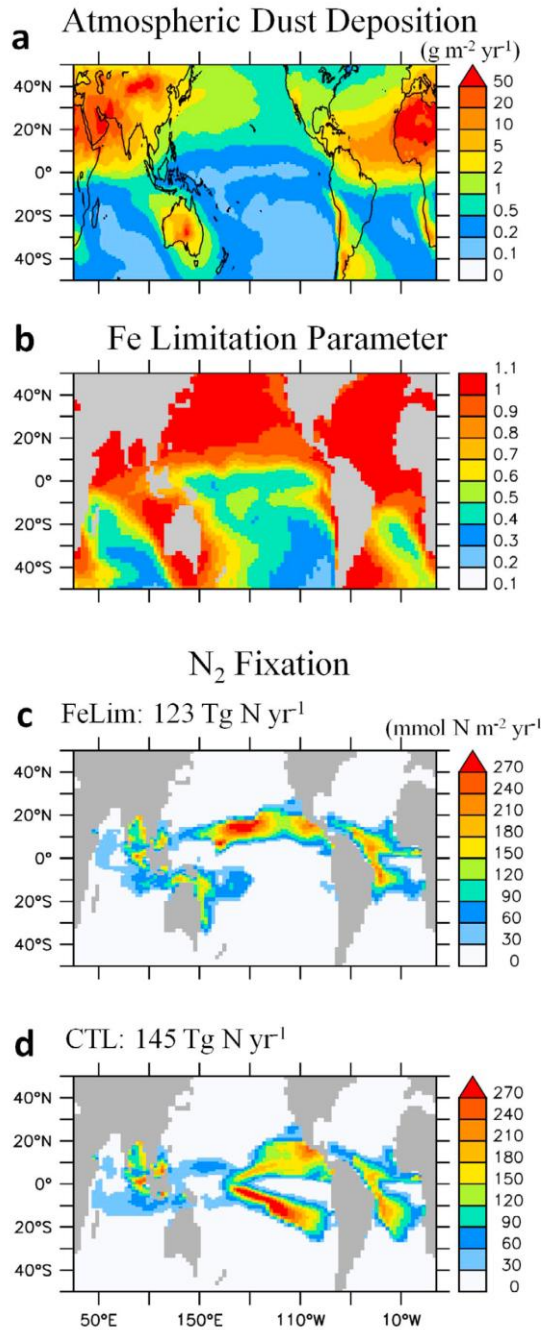 a Atmospheric Dust Deposition
(g m⁻² yr⁻¹)
50
40°N
20
20°N
10
5
0°
2
1
20°S
0.5
0.2
40°S
0.1
0
b Fe Limitation Parameter
1.1
40°N
1
0.9
20°N
0.8
0.7
0°
0.6
0.5
20°S
0.4
0.3
40°S
0.2
0.1
N₂ Fixation
c FeLim: 123 Tg N yr⁻¹
(mmol N m⁻² yr⁻¹
270
40°N
240
210
20°N
180
150
0°
120
90
20°S
60
30
40°S
0
d CTL: 145 Tg N yr⁻¹
270
40°N
240
210
20°N
180
150
0°
120
90
20°S
60
30
40°S
0
50°E 150°E 110°W 10°W